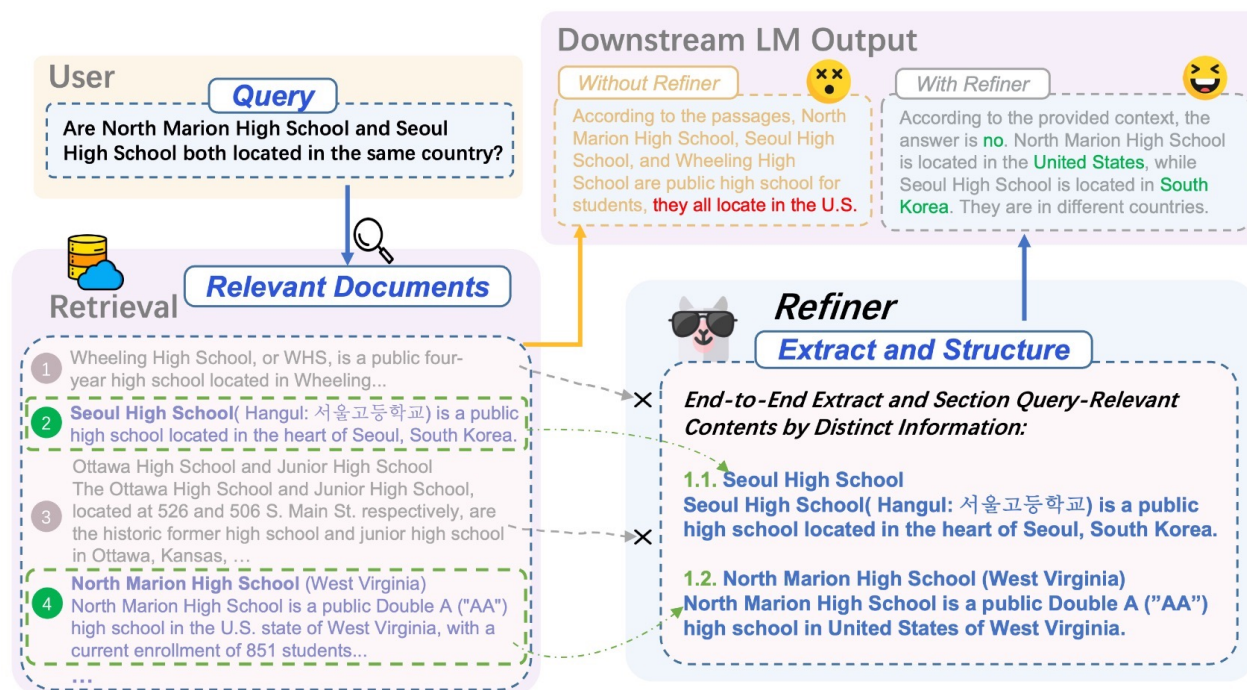 User
Query
Are North Marion High School and Seoul
High School both located in the same country?
Downstream LM Output
Without Refiner
According to the passages, North
Marion High School, Seoul High
School, and Wheeling High
School are public high school for
students, they all locate in the U.S.
With Refiner
According to the provided context, the
answer is no. North Marion High School
is located in the United States, while
Seoul High School is located in South
Korea. They are in different countries.
Retrieval
Relevant Documents
1
Wheeling High School, or WHS, is a public four-
year high school located in Wheeling...
2
Seoul High School( Hangul: 서울고등학교) is a public
high school located in the heart of Seoul, South Korea.
3
Ottawa High School and Junior High School
The Ottawa High School and Junior High School,
located at 526 and 506 S. Main St. respectively, are
the historic former high school and junior high school
in Ottawa, Kansas, ...
4
North Marion High School (West Virginia)
North Marion High School is a public Double A ("AA")
high school in the U.S. state of West Virginia, with a
current enrollment of 851 students...
...
Refiner
Extract and Structure
End-to-End Extract and Section Query-Relevant
Contents by Distinct Information:
1.1. Seoul High School
Seoul High School( Hangul: 서울고등학교) is a public
high school located in the heart of Seoul, South Korea.
1.2. North Marion High School (West Virginia)
North Marion High School is a public Double A (”AA”)
high school in United States of West Virginia.